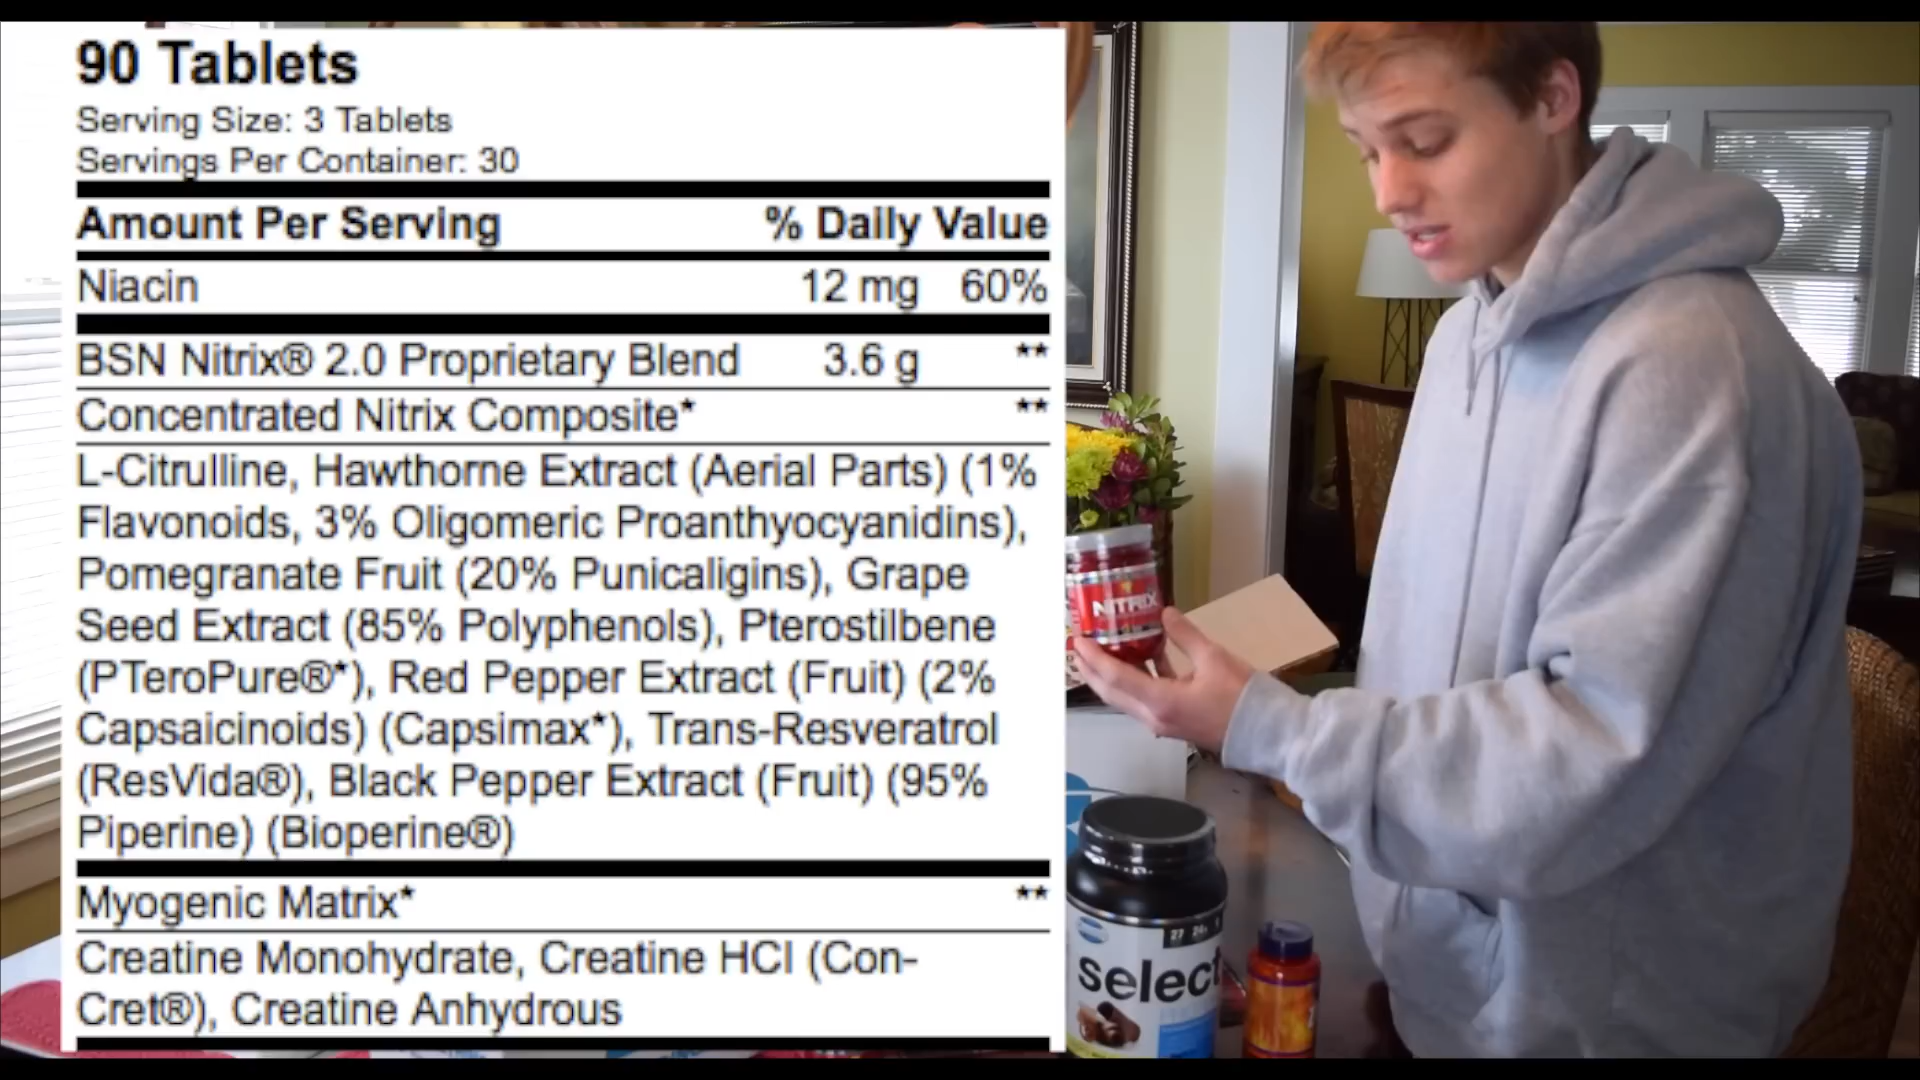 90 Tablets
Serving Size: 3 Tablets
Servings Per Container: 30
Amount Per Serving % Daily Value
Niacin 12 mg 60%
BSN Nitrix® 2.0 Proprietary Blend 3.6 g **
Concentrated Nitrix Composite* **
L-Citrulline, Hawthorne Extract (Aerial Parts) (1%
Flavonoids, 3% Oligomeric Proanthyocyanidins),
Pomegranate Fruit (20% Punicaligins), Grape
Seed Extract (85% Polyphenols), Pterostilbene
(PTeroPure®*), Red Pepper Extract (Fruit) (2%
Capsaicinoids) (Capsimax*), Trans-Resveratrol
(ResVida®), Black Pepper Extract (Fruit) (95%
Piperine) (Bioperine®)
Myogenic Matrix* **
Creatine Monohydrate, Creatine HCl (Con-
Cret®), Creatine Anhydrous
NITRIX
27 24
select